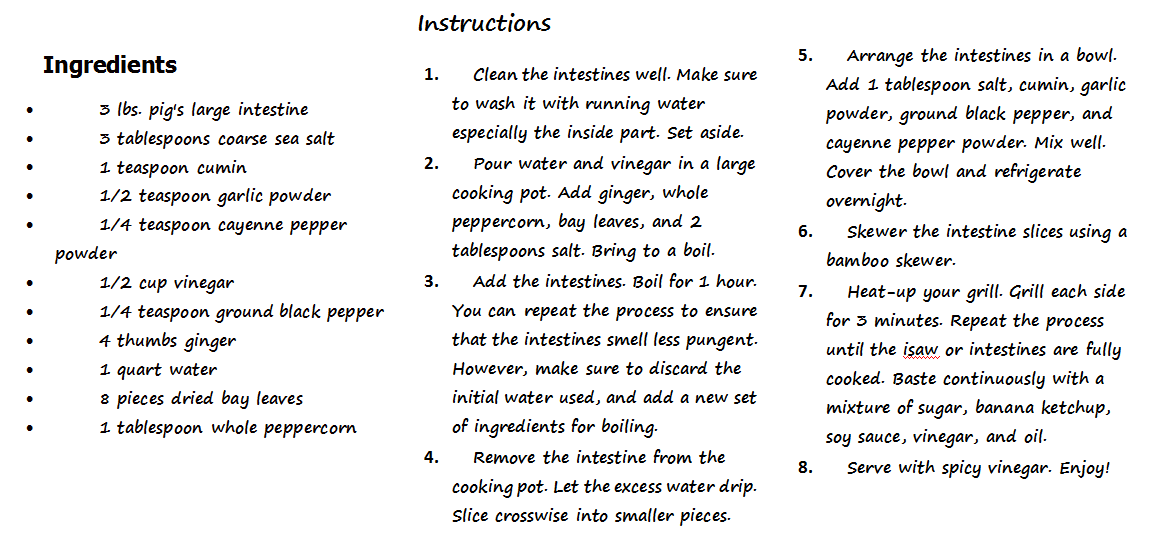 Ingredients
• 3 lbs. pig's large intestine
• 3 tablespoons coarse sea salt
• 1 teaspoon cumin
• 1/2 teaspoon garlic powder
• 1/4 teaspoon cayenne pepper
powder
• 1/2 cup vinegar
• 1/4 teaspoon ground black pepper
• 4 thumbs ginger
• 1 quart water
• 8 pieces dried bay leaves
• 1 tablespoon whole peppercorn
Instructions
1. Clean the intestines well. Make sure
to wash it with running water
especially the inside part. Set aside.
2. Pour water and vinegar in a large
cooking pot. Add ginger, whole
peppercorn, bay leaves, and 2
tablespoons salt. Bring to a boil.
3. Add the intestines. Boil for 1 hour.
You can repeat the process to ensure
that the intestines smell less pungent.
However, make sure to discard the
initial water used, and add a new set
of ingredients for boiling.
4. Remove the intestine from the
cooking pot. Let the excess water drip.
Slice crosswise into smaller pieces.
5. Arrange the intestines in a bowl.
Add 1 tablespoon salt, cumin, garlic
powder, ground black pepper, and
cayenne pepper powder. Mix well.
Cover the bowl and refrigerate
overnight.
6. Skewer the intestine slices using a
bamboo skewer.
7. Heat-up your grill. Grill each side
for 3 minutes. Repeat the process
until the isaw or intestines are fully
cooked. Baste continuously with a
mixture of sugar, banana ketchup,
soy sauce, vinegar, and oil.
8. Serve with spicy vinegar. Enjoy!